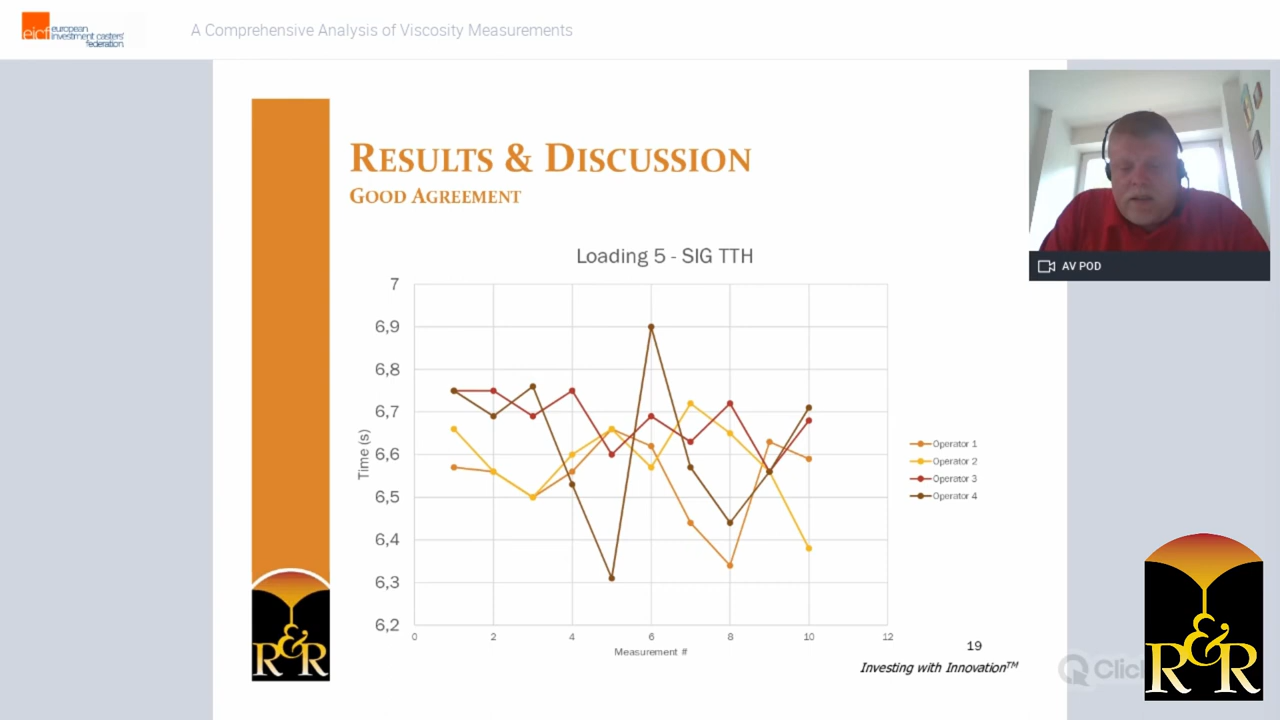 eicf european
investment casters'
federation.
A Comprehensive Analysis of Viscosity Measurements
RESULTS & DISCUSSION
GOOD AGREEMENT
AV POD
Loading 5 - SIG TTH
7
6,9
6,8
6,7
6,6
6,5
6,4
6,3
6,2
Time (s)
0 2 4 6 8 10 12
Measurement #
Operator 1
Operator 2
Operator 3
Operator 4
19
Investing with Innovation™
R&R
Click
R&R